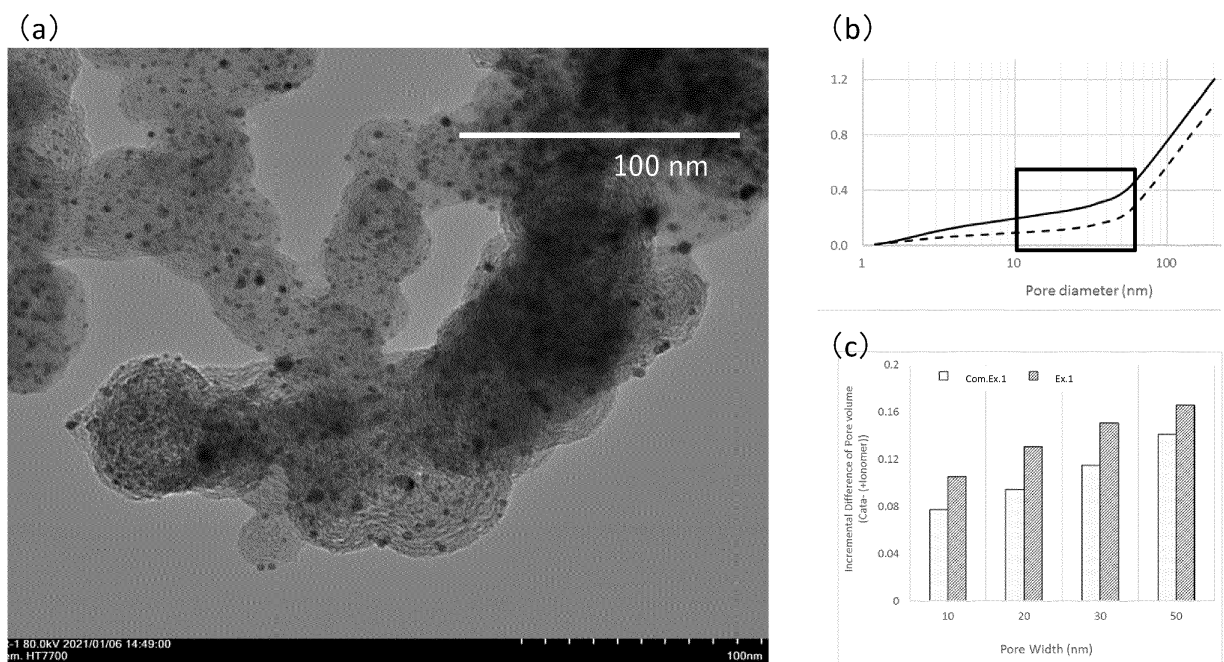 (a)
100 nm
-1 80.0kV 2021/01/06 14:49:00
em. HT7700
100nm
(b)
1.2
0.8
0.4
0.0
1 10 100
Pore diameter (nm)
(c)
Incremental Difference of Pore volume
(Cata- (+Ionomer))
0.2
0.16
0.12
0.08
0.04
0
Com.Ex.1 Ex.1
10 20 30 50
Pore Width (nm)